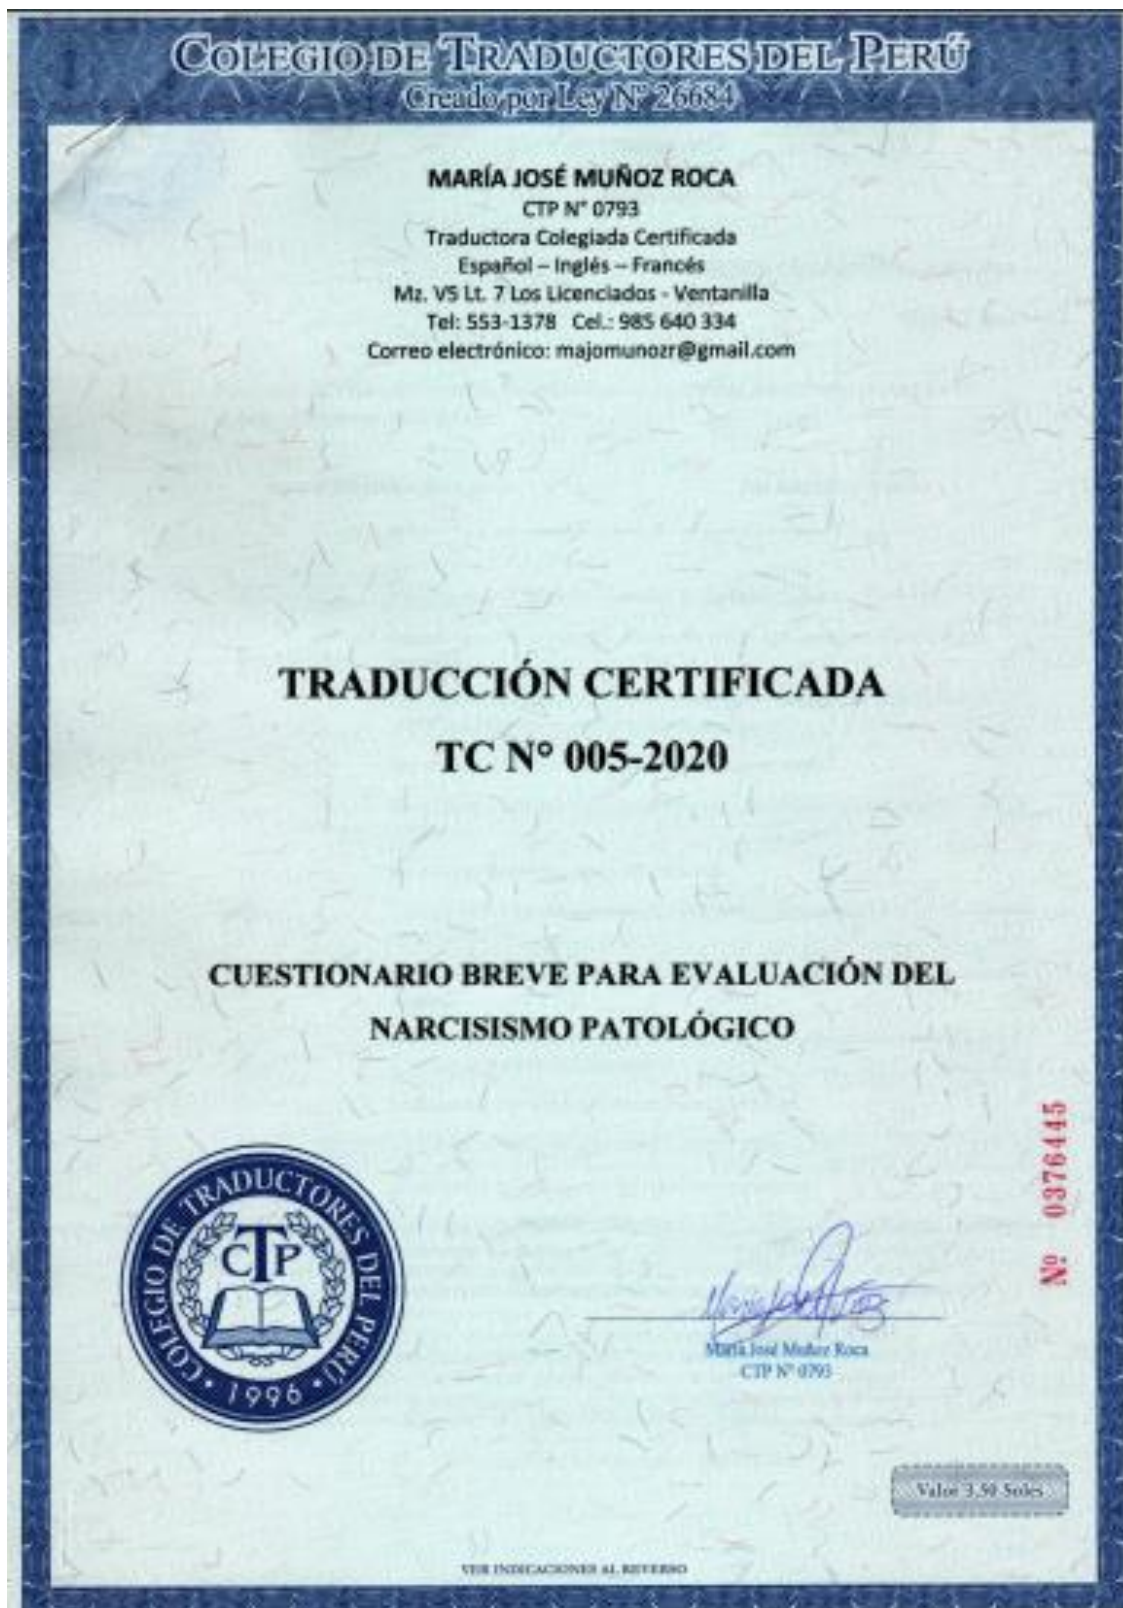 COLEGIO DE TRADUCTORES DEL PERÚ
Creado por Ley N° 26684
MARÍA JOSÉ MUÑOZ ROCA
CTP N° 0793
Traductora Colegiada Certificada
Español – Inglés – Francés
Mz. V5 Lt. 7 Los Licenciados - Ventanilla
Tel: 553-1378 Cel.: 985 640 334
Correo electrónico: majomunozr@gmail.com
TRADUCCIÓN CERTIFICADA
TC N° 005-2020
CUESTIONARIO BREVE PARA EVALUACIÓN DEL
NARCISISMO PATOLÓGICO
Nº 0376445
COLEGIO DE TRADUCTORES DEL PERÚ
CTP
• 1996 •
María José Muñoz Roca
CTP N° 0793
Valor 3.50 Soles
VER INDICACIONES AL REVERSO